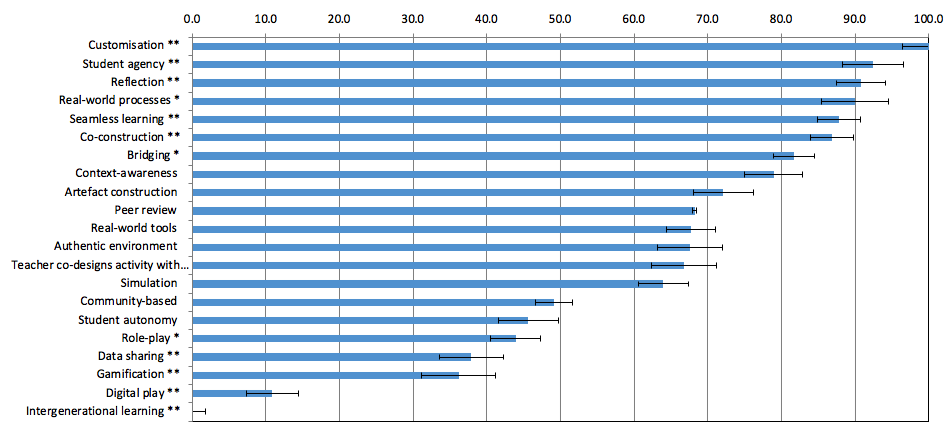 0.0 10.0 20.0 30.0 40.0 50.0 60.0 70.0 80.0 90.0 100.0
Customisation **
Student agency **
Reflection **
Real-world processes *
Seamless learning **
Co-construction **
Bridging *
Context-awareness
Artefact construction
Peer review
Real-world tools
Authentic environment
Teacher co-designs activity with...
Simulation
Community-based
Student autonomy
Role-play *
Data sharing **
Gamification **
Digital play **
Intergenerational learning **